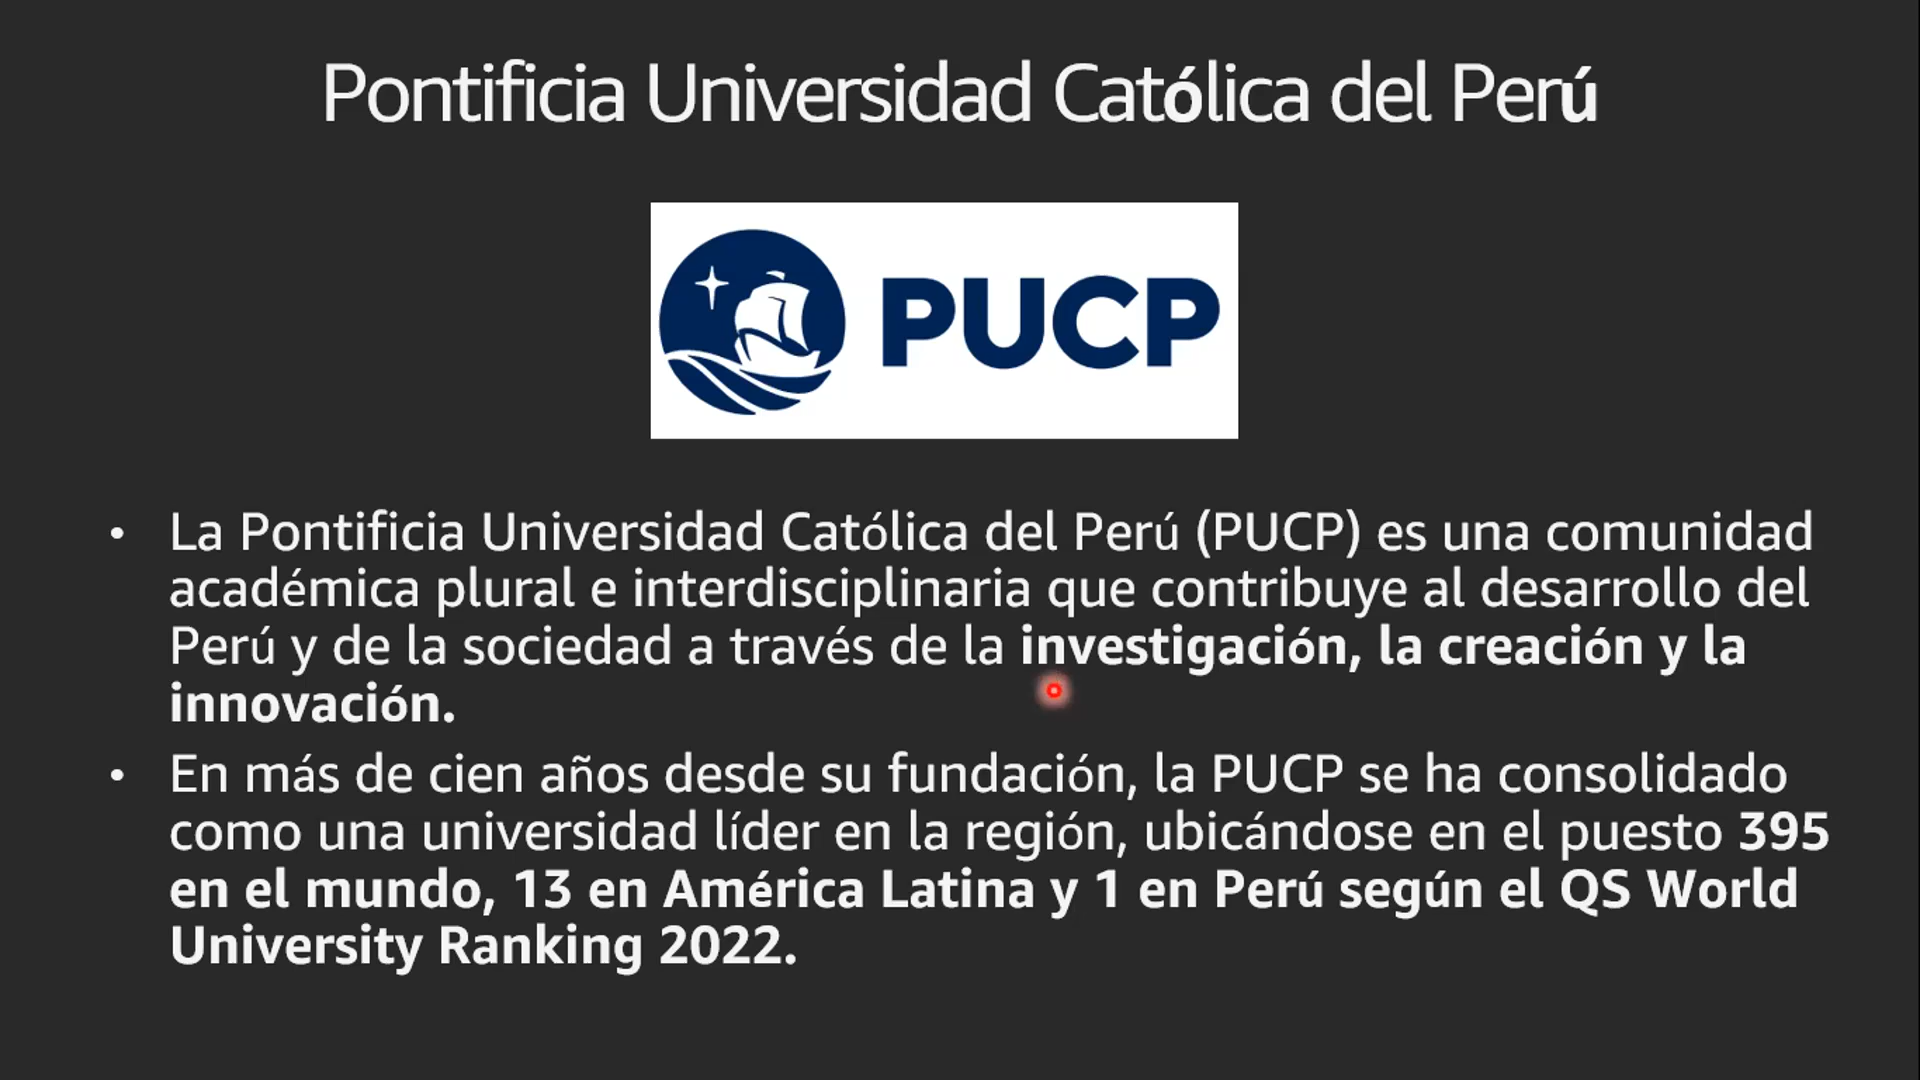 Pontificia Universidad Católica del Perú
PUCP
• La Pontificia Universidad Católica del Perú (PUCP) es una comunidad
académica plural e interdisciplinaria que contribuye al desarrollo del
Perú y de la sociedad a través de la investigación, la creación y la
innovación.
• En más de cien años desde su fundación, la PUCP se ha consolidado
como una universidad líder en la región, ubicándose en el puesto 395
en el mundo, 13 en América Latina y 1 en Perú según el QS World
University Ranking 2022.